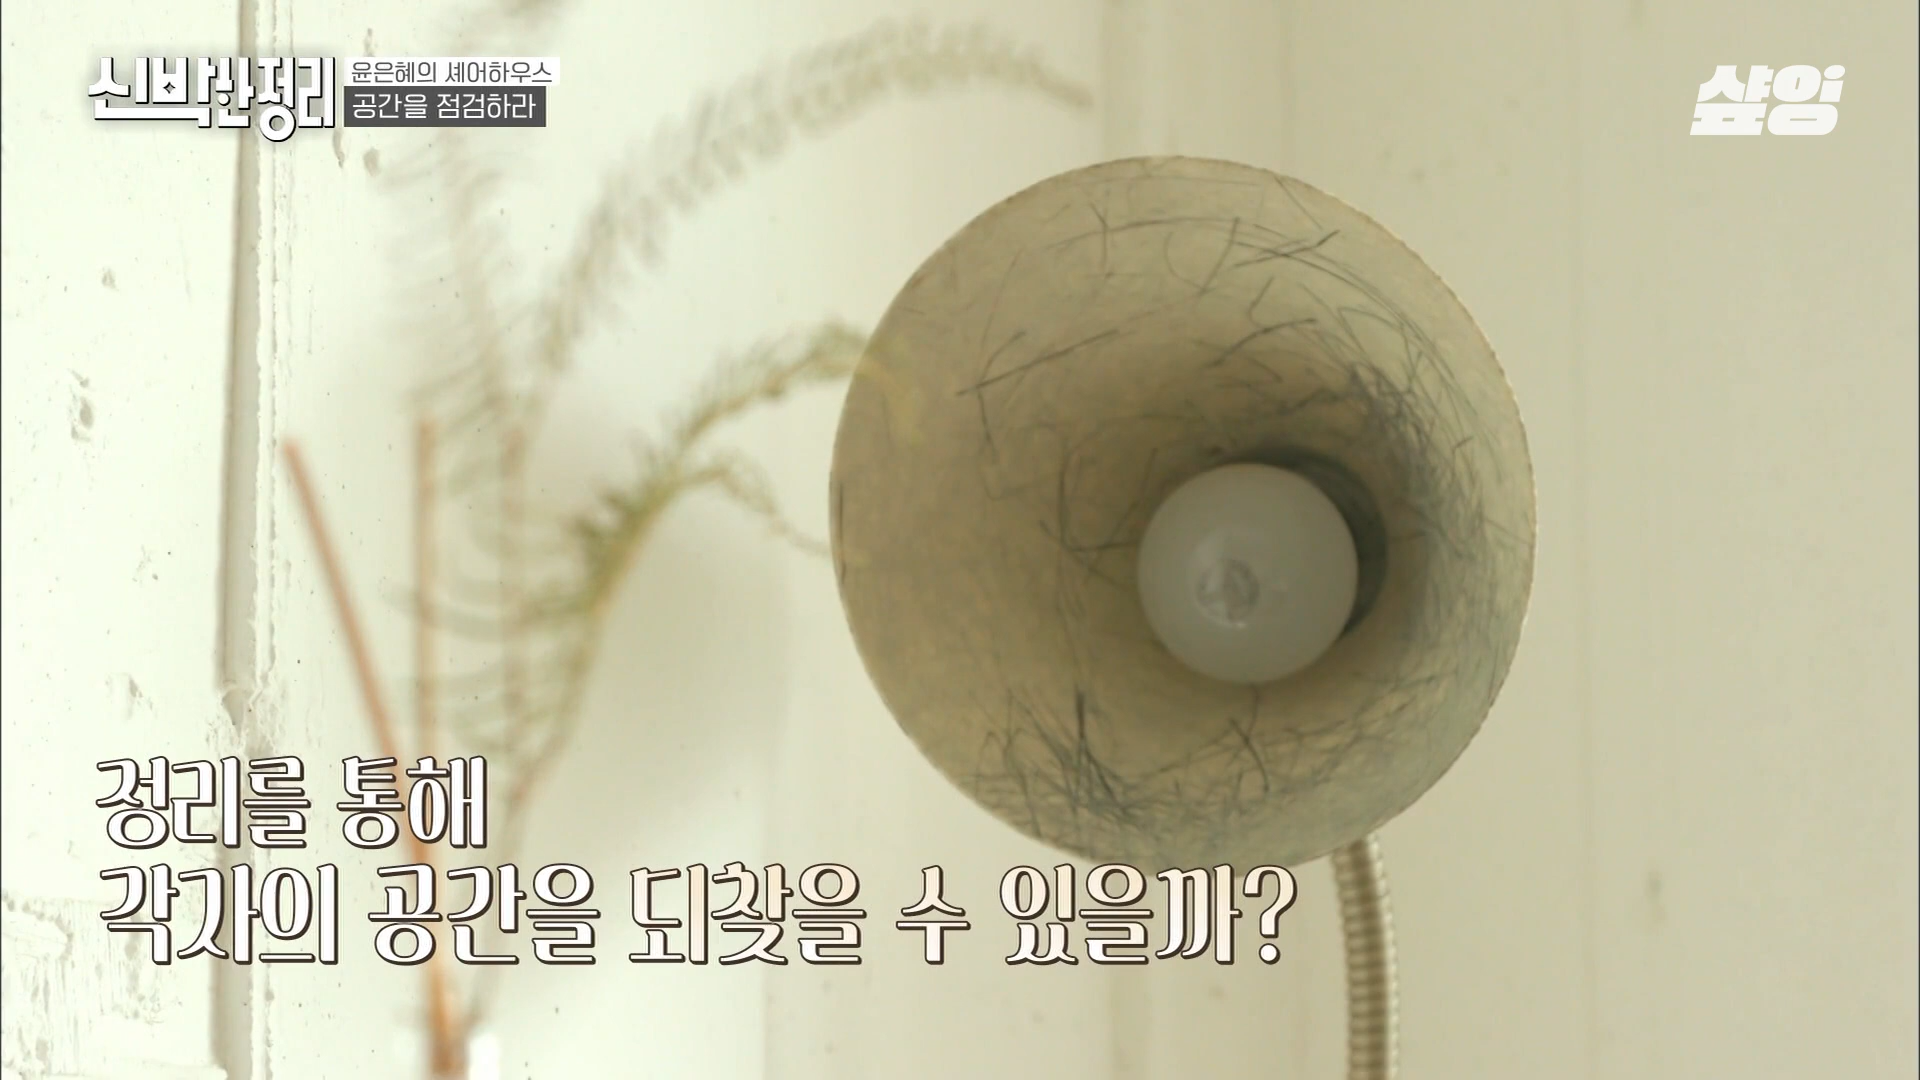 신박한 정리
윤은혜의 셰어하우스
공간을 점검하라
샾잉
정리를 통해
각자의 공간을 되찾을 수 있을까?